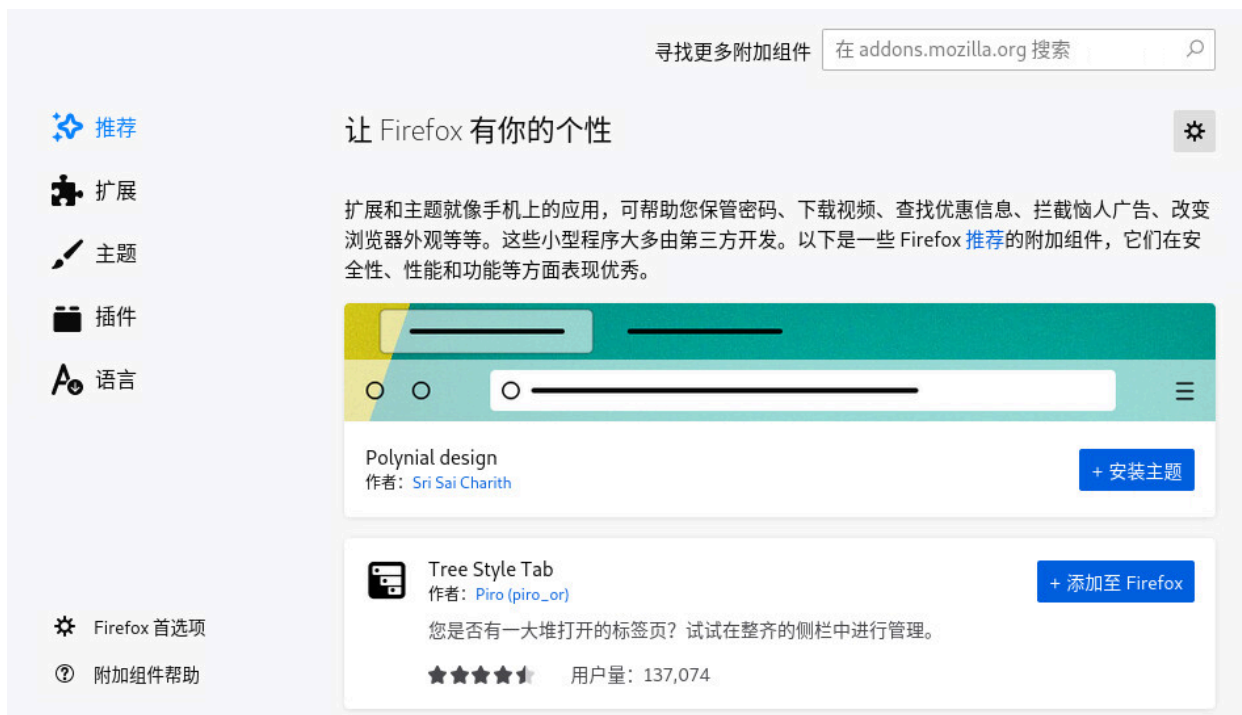 寻找更多附加组件
在 addons.mozilla.org 搜索
推荐
扩展
主题
插件
语言
Firefox 首选项
附加组件帮助
让 Firefox 有你的个性
扩展和主题就像手机上的应用，可帮助您保管密码、下载视频、查找优惠信息、拦截恼人广告、改变
浏览器外观等等。这些小型程序大多由第三方开发。以下是一些 Firefox 推荐的附加组件，它们在安
全性、性能和功能等方面表现优秀。
Polynial design
作者：Sri Sai Charith
+ 安装主题
Tree Style Tab
作者：Piro (piro_or)
+ 添加至 Firefox
您是否有一大堆打开的标签页？试试在整齐的侧栏中进行管理。
用户量：137,074